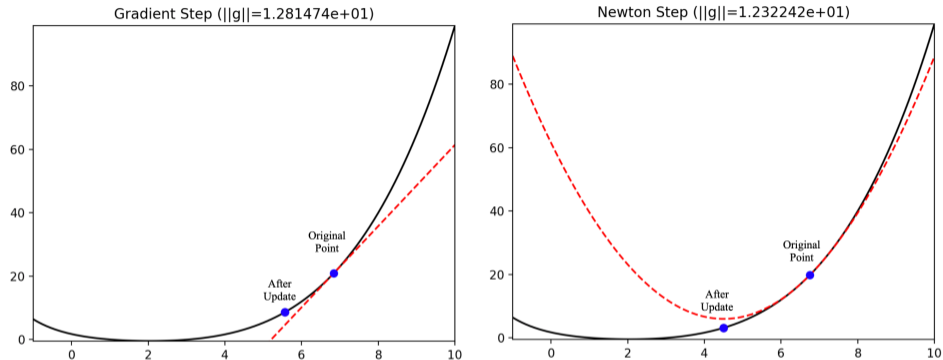 Gradient Step (||g||=1.281474e+01)
80
60
40
20
0
Original
Point
After
Update
0
2
4
6
8
10
Newton Step (||g||=1.232242e+01)
80
60
40
20
0
Original
Point
After
Update
0
2
4
6
8
10